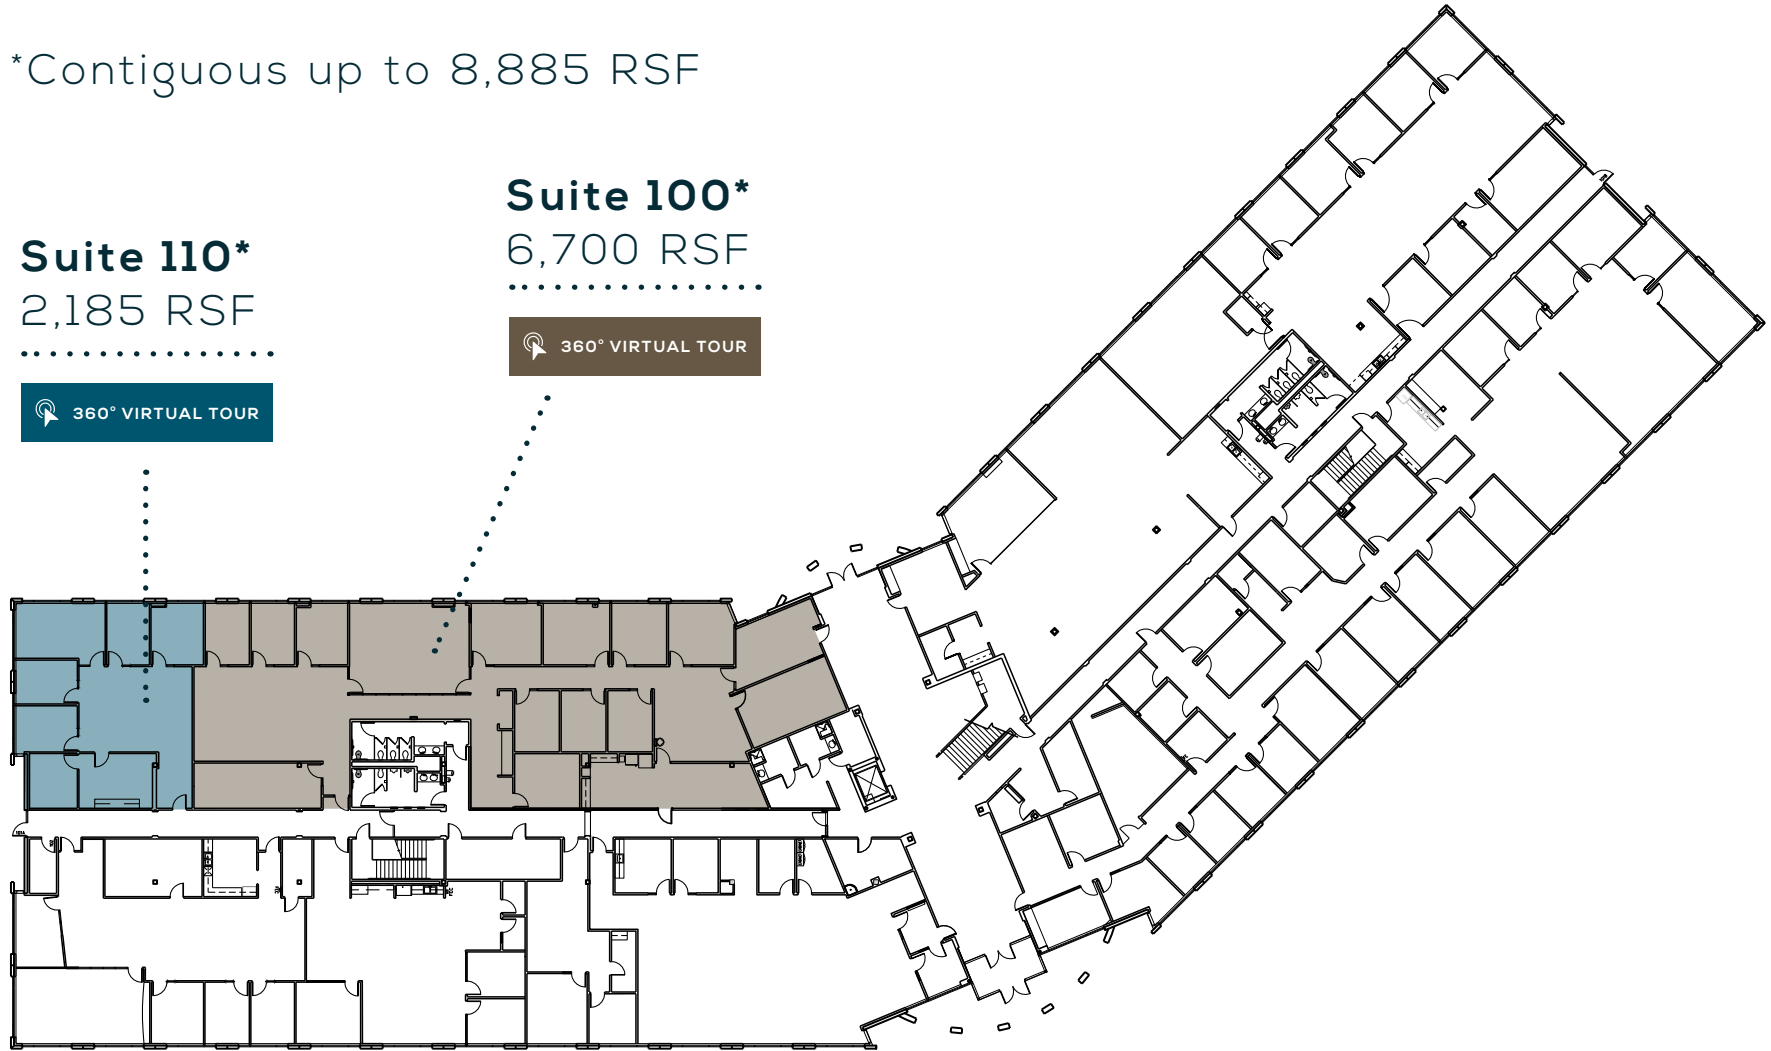 *Contiguous up to 8,885 RSF
Suite 100*
6,700 RSF
360° VIRTUAL TOUR
Suite 110*
2,185 RSF
360° VIRTUAL TOUR